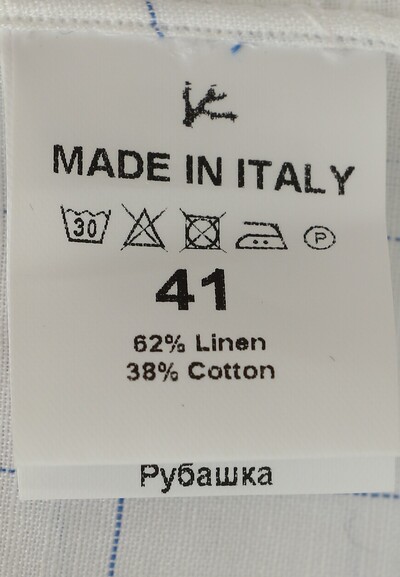 MADE IN ITALY
30 P
41
62% Linen
38% Cotton
Рубашка